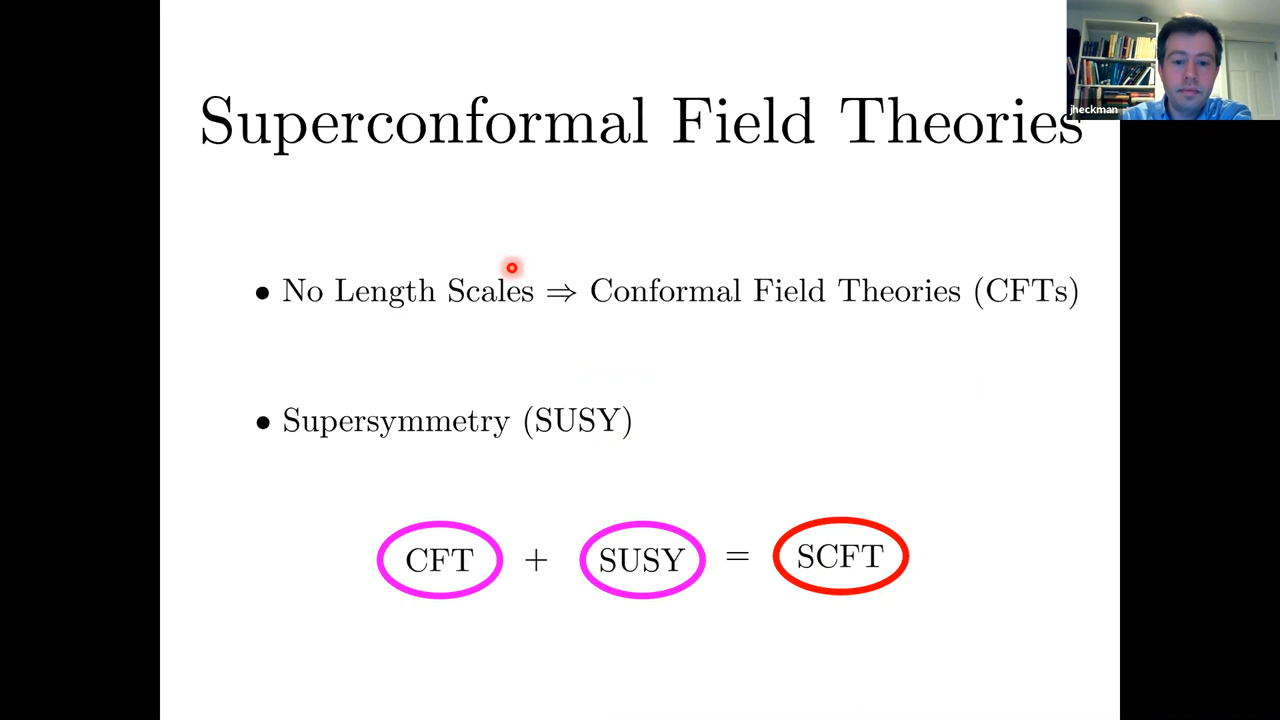 Superconformal Field Theories
jheckman
• No Length Scales ⇒ Conformal Field Theories (CFTs)
• Supersymmetry (SUSY)
CFT + SUSY = SCFT